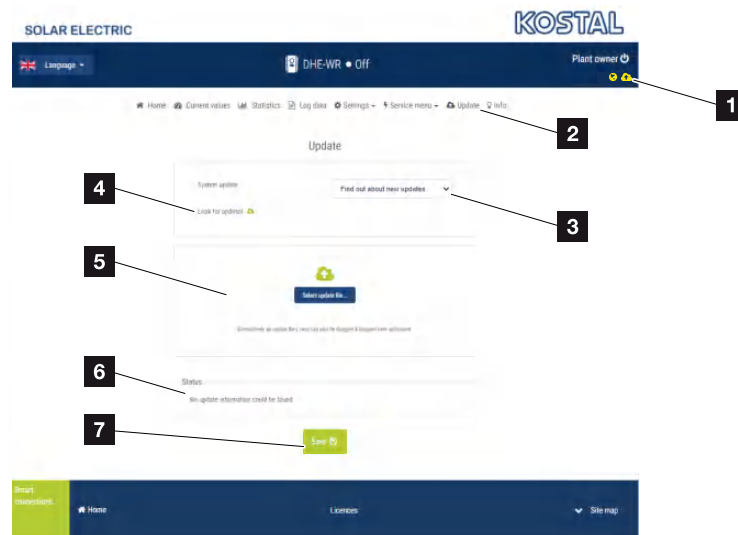 SOLAR ELECTRIC
KOSTAL
Language
DHE-WR ● Off
Plant owner
1
Home Current values Statistics Log data Settings Service menu Update Info
2
Update
4
System update
Find out about new updates
Look for updates
3
5
Select update file...
6
Status
No update information could be found
7
Save
Smart
connections.
Home
Licences
Site map